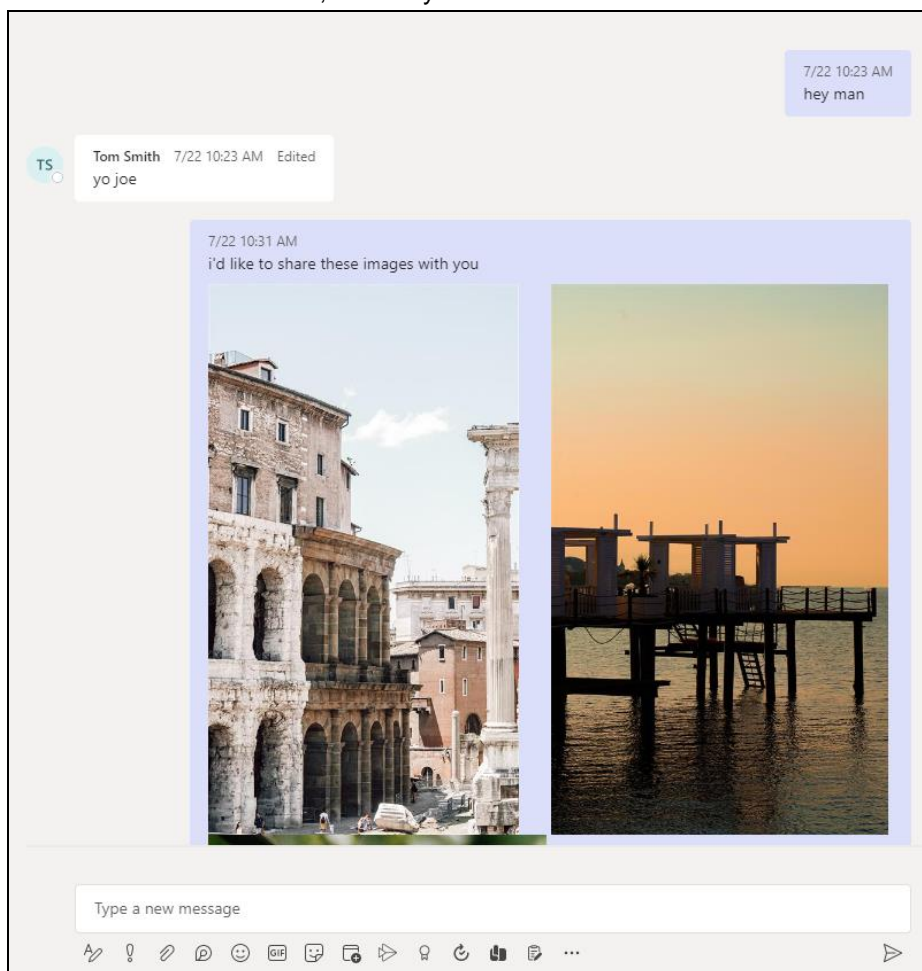 7/22 10:23 AM
hey man
TS
Tom Smith 7/22 10:23 AM Edited
yo joe
7/22 10:31 AM
i'd like to share these images with you
Type a new message
GIF